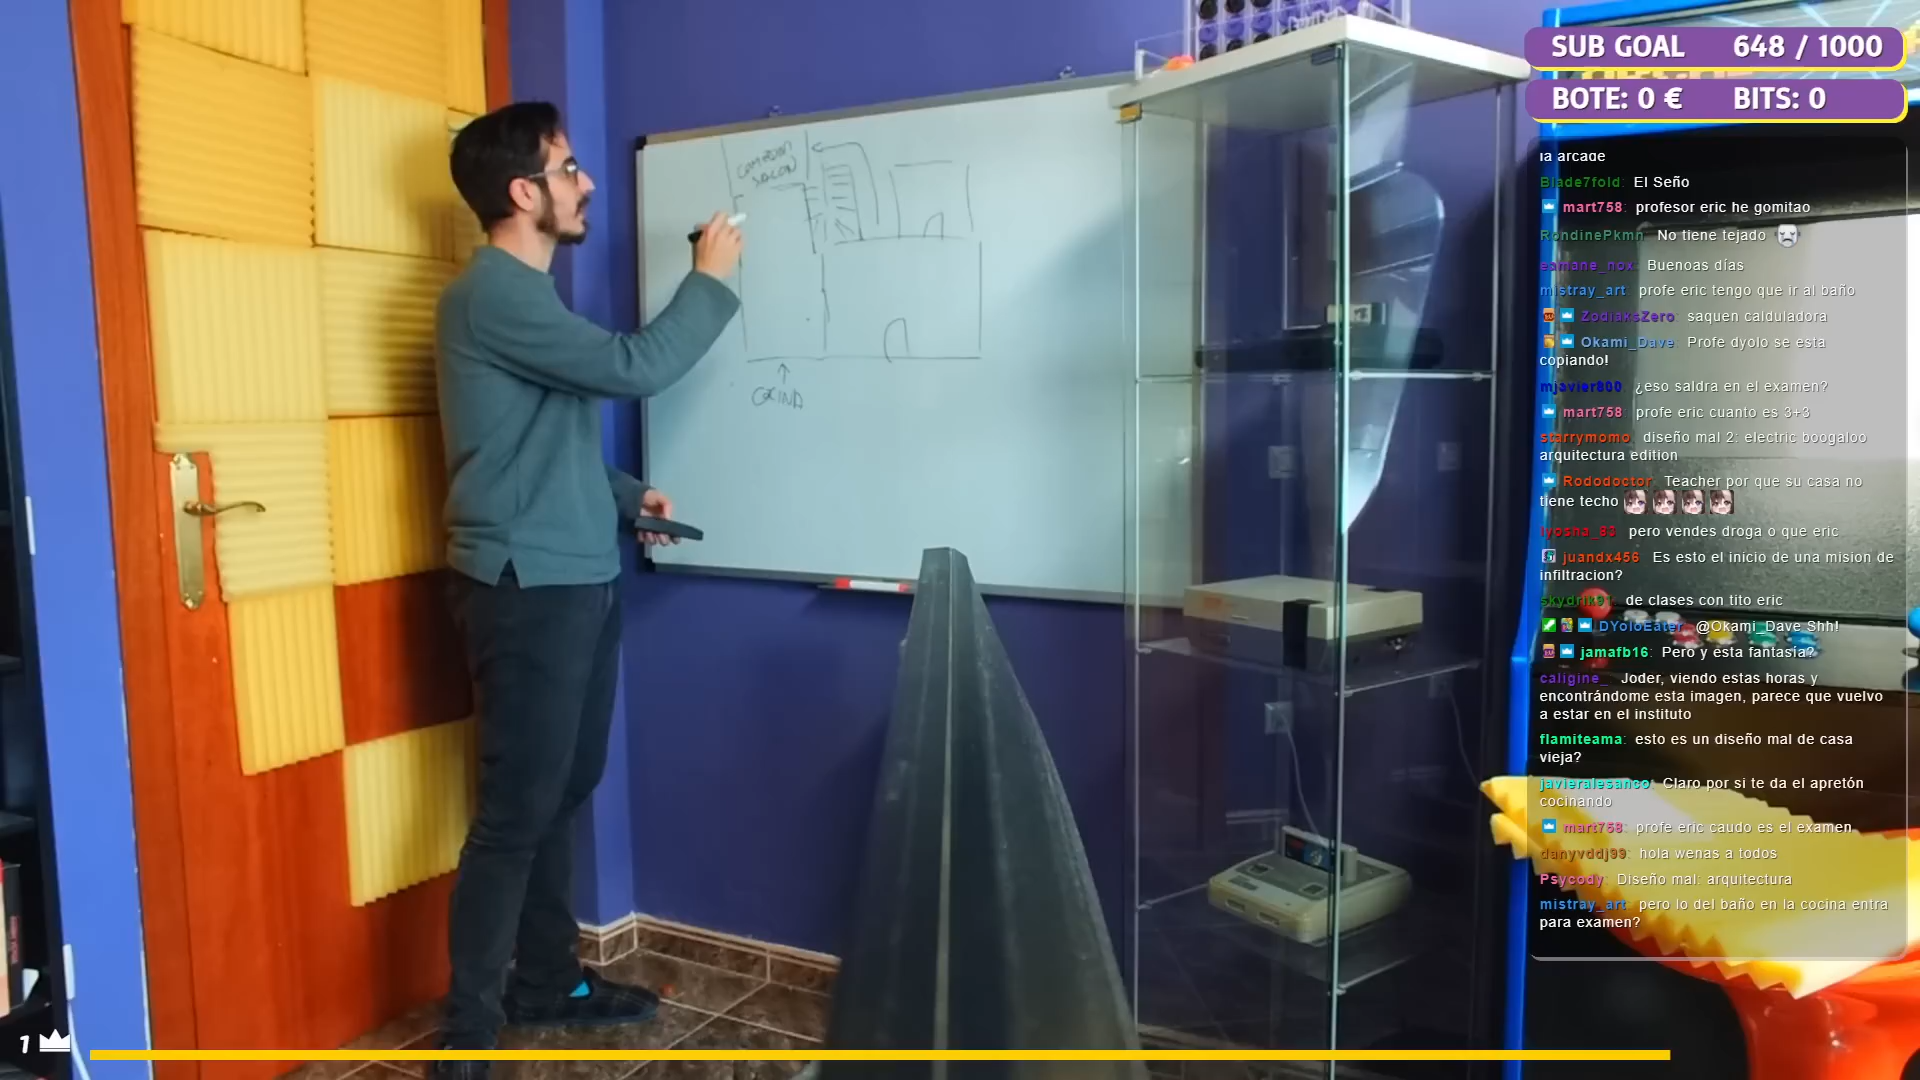 SUB GOAL 648 / 1000
BOTE: 0 € BITS: 0
COMEDOR
SALON
COCINA
la arcade
Blade7fold: El Seño
mart758: profesor eric he gomitao
RondinePkmn: No tiene tejado
esmane_nox: Buenoas días
mistray_art: profe eric tengo que ir al baño
ZodiaksZero: saquen calduladora
Okami_Dave: Profe dyolo se esta
copiando!
mjavier800: ¿eso saldra en el examen?
mart758: profe eric cuanto es 3+3
starrymomo: diseño mal 2: electric boogaloo
arquitectura edition
Rododoctor: Teacher por que su casa no
tiene techo
lyosna_83: pero vendes droga o que eric
juandx456: Es esto el inicio de una mision de
infiltracion?
skydrik91: de clases con tito eric
DYoloEater: @Okami_Dave Shh!
jamafb16: Pero y esta fantasía?
caligine_: Joder, viendo estas horas y
encontrándome esta imagen, parece que vuelvo
a estar en el instituto
flamiteama: esto es un diseño mal de casa
vieja?
javieralesanco: Claro por si te da el apretón
cocinando
mart758: profe eric caudo es el examen
danyvddj99: hola wenas a todos
Psycody: Diseño mal: arquitectura
mistray_art: pero lo del baño en la cocina entra
para examen?
1